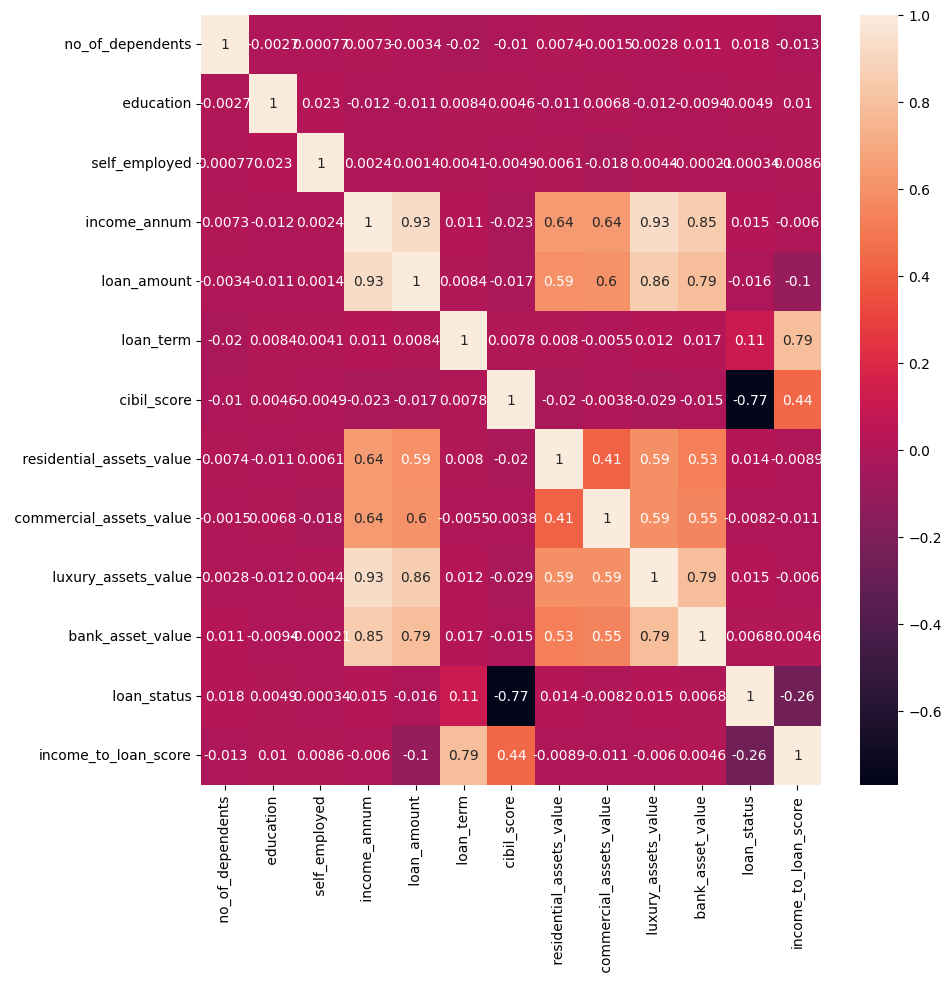 no_of_dependents 1 -0.0027 0.00077 0.0073 -0.0034 -0.02 -0.01 0.0074 -0.0015 0.0028 0.011 0.018 -0.013
education -0.0027 1 0.023 -0.012 -0.011 0.0084 0.0046 -0.011 0.0068 -0.012 -0.0094 0.0049 0.01
self_employed 0.00077 0.023 1 0.0024 0.0014 0.0041 -0.0049 0.0061 -0.018 0.0044 -0.00021 0.00034 0.0086
income_annum 0.0073 -0.012 0.0024 1 0.93 0.011 -0.023 0.64 0.64 0.93 0.85 0.015 -0.006
loan_amount -0.0034 -0.011 0.0014 0.93 1 0.0084 -0.017 0.59 0.6 0.86 0.79 -0.016 -0.1
loan_term -0.02 0.0084 0.0041 0.011 0.0084 1 0.0078 0.008 -0.0055 0.012 0.017 0.11 0.79
cibil_score -0.01 0.0046 -0.0049 -0.023 -0.017 0.0078 1 -0.02 -0.0038 -0.029 -0.015 -0.77 0.44
residential_assets_value 0.0074 -0.011 0.0061 0.64 0.59 0.008 -0.02 1 0.41 0.59 0.53 0.014 -0.0089
commercial_assets_value -0.0015 0.0068 -0.018 0.64 0.6 -0.0055 -0.0038 0.41 1 0.59 0.55 -0.0082 -0.011
luxury_assets_value 0.0028 -0.012 0.0044 0.93 0.86 0.012 -0.029 0.59 0.59 1 0.79 0.015 -0.006
bank_asset_value 0.011 -0.0094 -0.00021 0.85 0.79 0.017 -0.015 0.53 0.55 0.79 1 0.0068 0.0046
loan_status 0.018 0.0049 0.00034 0.015 -0.016 0.11 -0.77 0.014 -0.0082 0.015 0.0068 1 -0.26
income_to_loan_score -0.013 0.01 0.0086 -0.006 -0.1 0.79 0.44 -0.0089 -0.011 -0.006 0.0046 -0.26 1
no_of_dependents
education
self_employed
income_annum
loan_amount
loan_term
cibil_score
residential_assets_value
commercial_assets_value
luxury_assets_value
bank_asset_value
loan_status
income_to_loan_score
1.0
0.8
0.6
0.4
0.2
0.0
−0.2
−0.4
−0.6